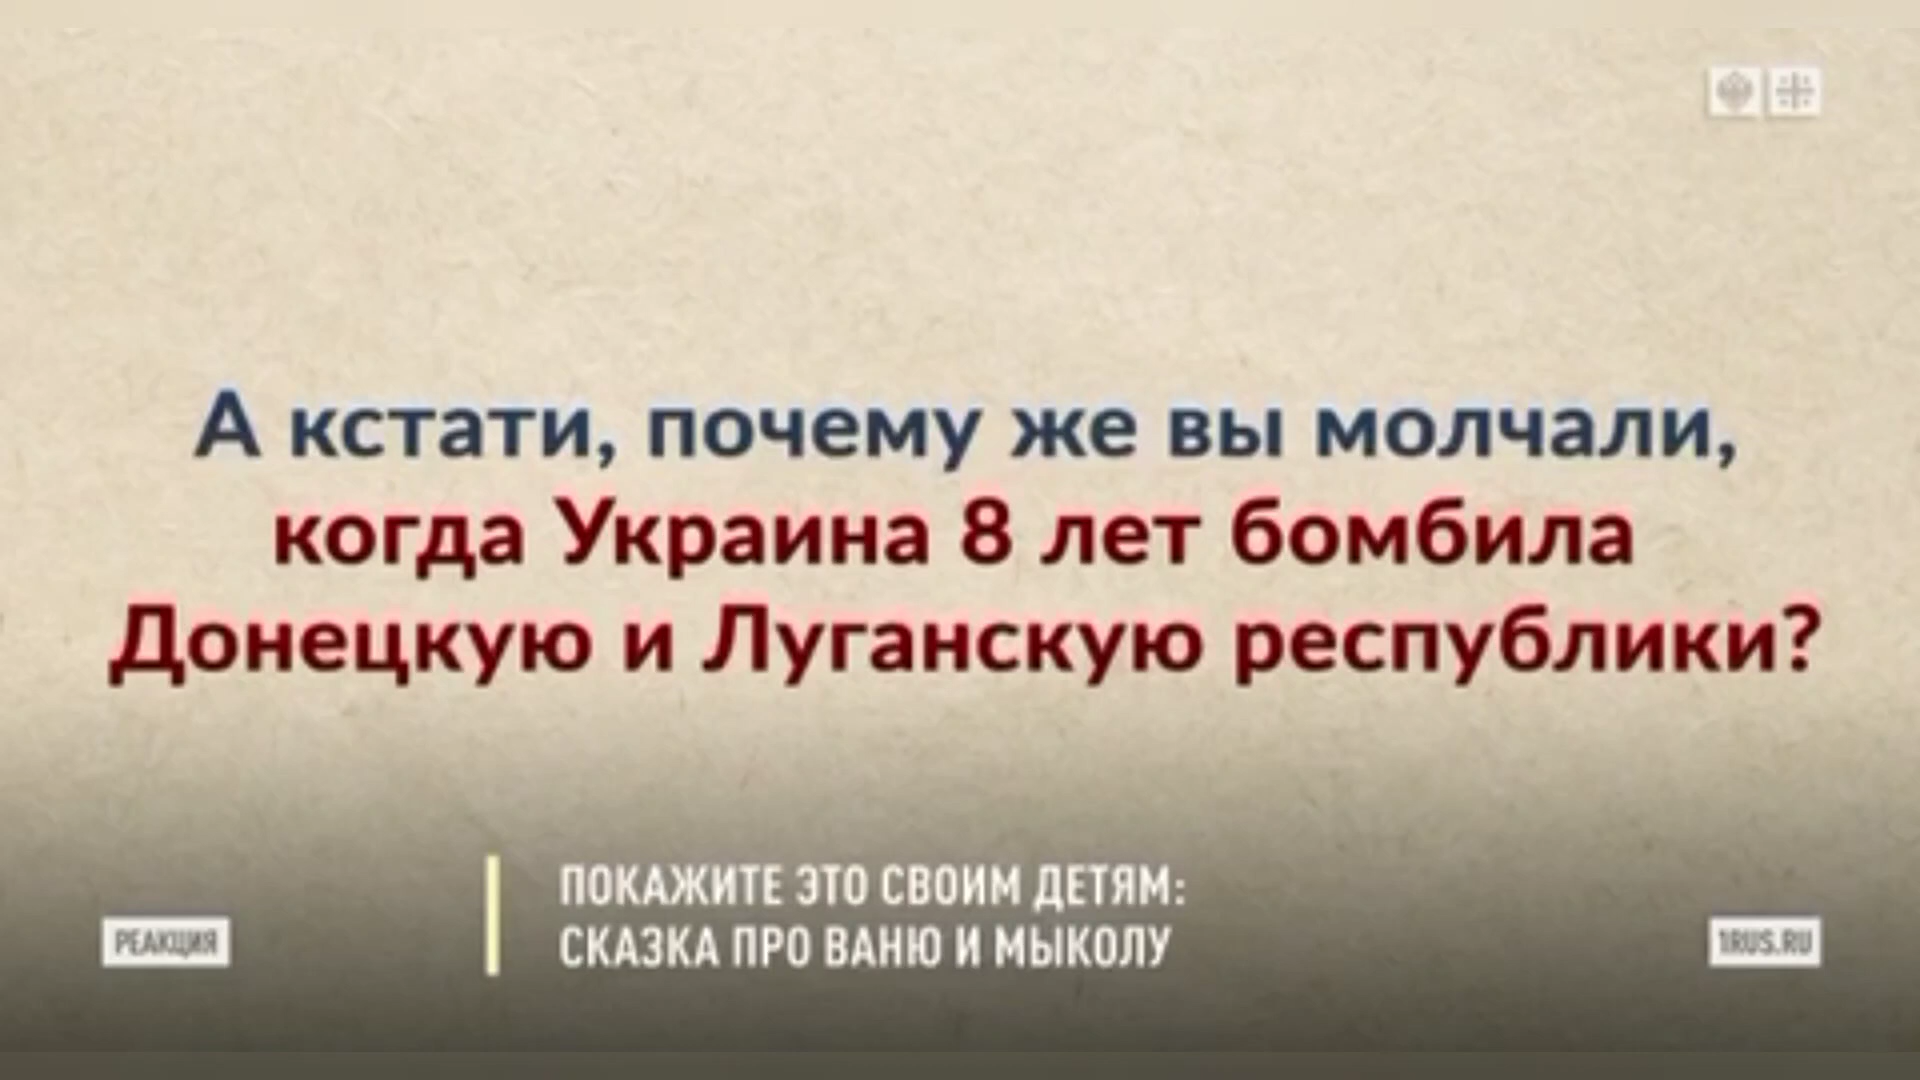 А кстати, почему же вы молчали,
когда Украина 8 лет бомбила
Донецкую и Луганскую республики?
ПОКАЖИТЕ ЭТО СВОИМ ДЕТЯМ:
СКАЗКА ПРО ВАНЮ И МЫКОЛУ
РЕАКЦИЯ
1RUS.RU